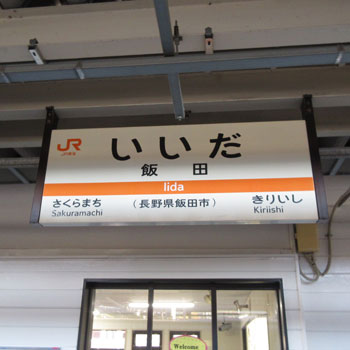 JR
いいだ
飯田
Iida
さくらまち
Sakuramachi
(長野県飯田市)
きりいし
Kiriishi
Welcome